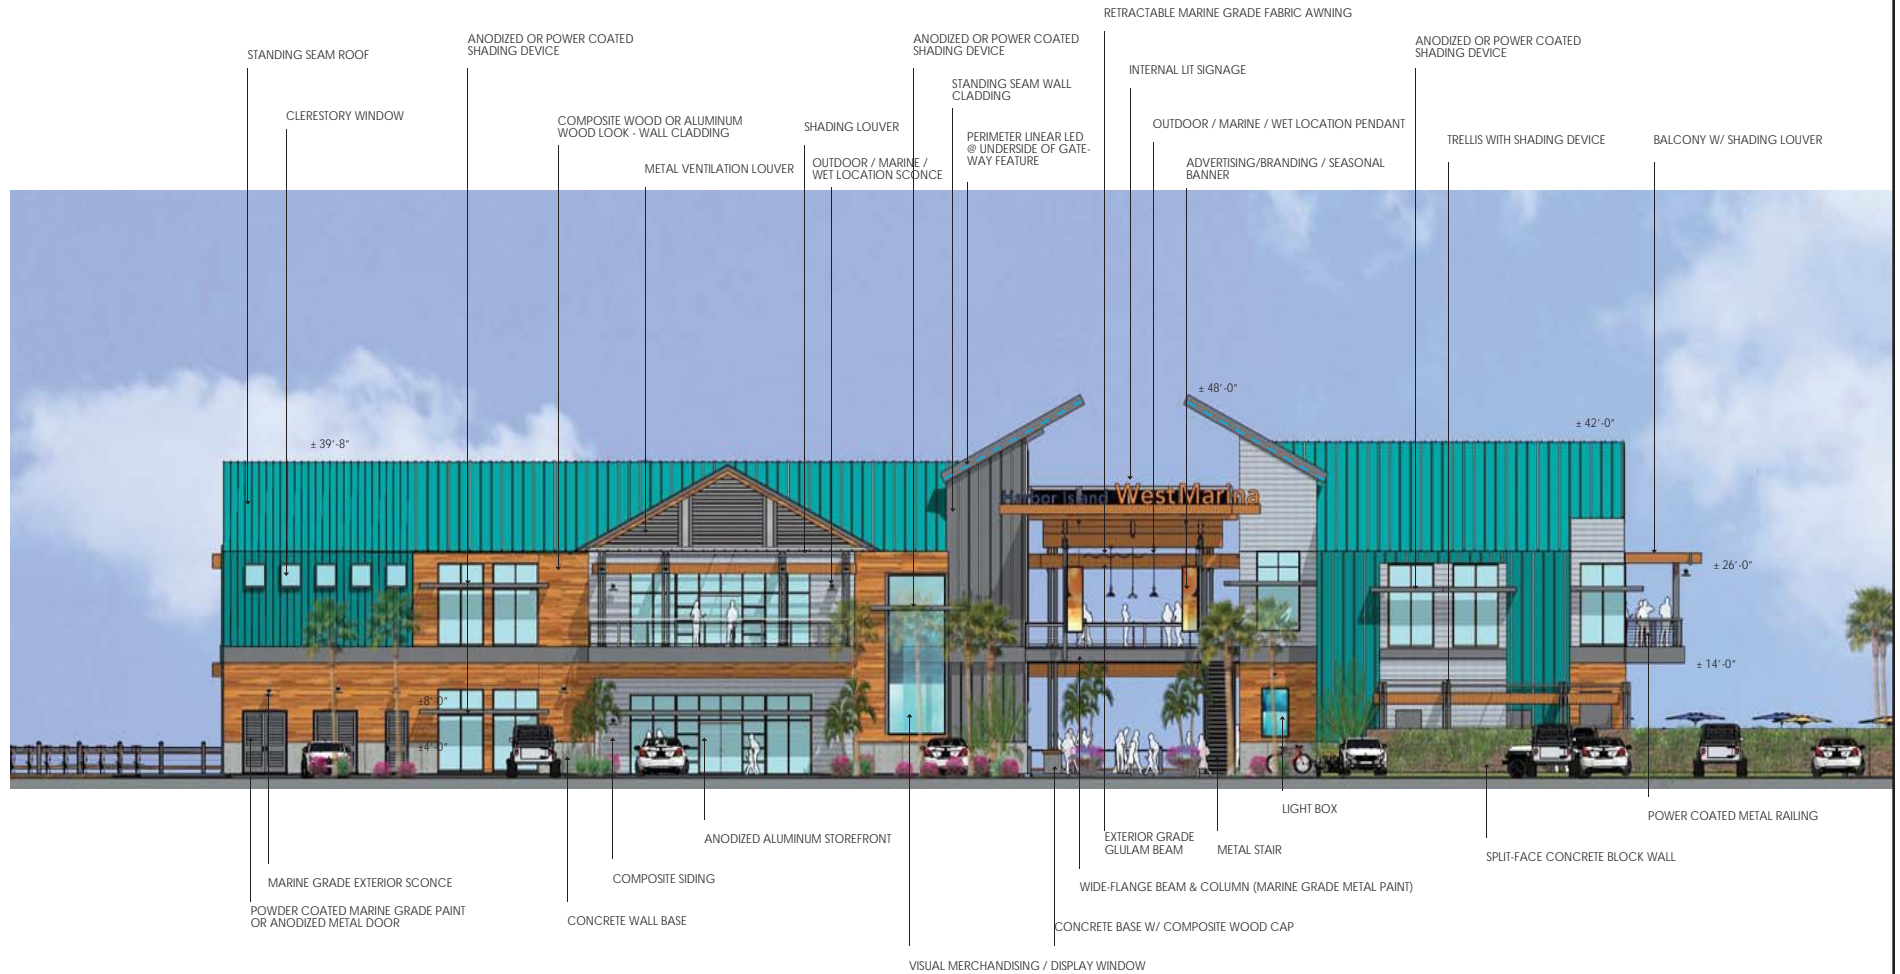 RETRACTABLE MARINE GRADE FABRIC AWNING
ANODIZED OR POWER COATED
SHADING DEVICE
ANODIZED OR POWER COATED
SHADING DEVICE
ANODIZED OR POWER COATED
SHADING DEVICE
STANDING SEAM ROOF
INTERNAL LIT SIGNAGE
STANDING SEAM WALL
CLADDING
CLERESTORY WINDOW
COMPOSITE WOOD OR ALUMINUM
WOOD LOOK - WALL CLADDING
SHADING LOUVER
OUTDOOR / MARINE / WET LOCATION PENDANT
PERIMETER LINEAR LED
@ UNDERSIDE OF GATE-
WAY FEATURE
TRELLIS WITH SHADING DEVICE
BALCONY W/ SHADING LOUVER
METAL VENTILATION LOUVER
OUTDOOR / MARINE /
WET LOCATION SCONCE
ADVERTISING/BRANDING / SEASONAL
BANNER
± 48'-0"
± 42'-0"
± 39'-8"
Harbor Island WestMarina
± 26'-0"
± 14'-0"
±8'-0"
±4'-0"
LIGHT BOX
POWER COATED METAL RAILING
ANODIZED ALUMINUM STOREFRONT
EXTERIOR GRADE
GLULAM BEAM
METAL STAIR
SPLIT-FACE CONCRETE BLOCK WALL
MARINE GRADE EXTERIOR SCONCE
COMPOSITE SIDING
WIDE-FLANGE BEAM & COLUMN (MARINE GRADE METAL PAINT)
POWDER COATED MARINE GRADE PAINT
OR ANODIZED METAL DOOR
CONCRETE WALL BASE
CONCRETE BASE W/ COMPOSITE WOOD CAP
VISUAL MERCHANDISING / DISPLAY WINDOW